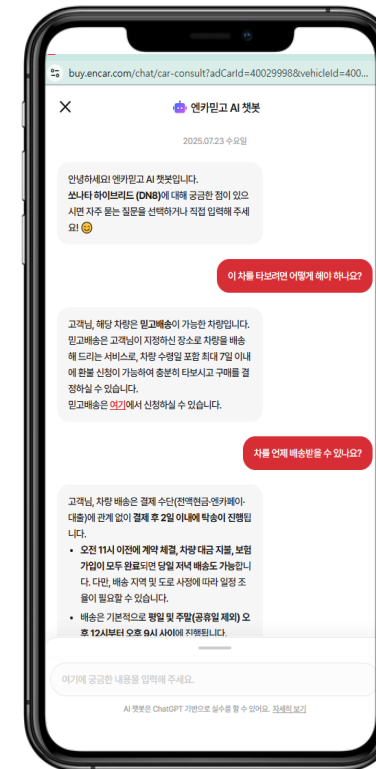 buy.encar.com/chat/car-consult?adCarId=40029998&vehicleId=400...
엔카믿고 AI 챗봇
2025.07.23 수요일
안녕하세요! 엔카믿고 AI 챗봇입니다.
쏘나타 하이브리드 (DN8)에 대해 궁금한 점이 있으
시면 자주 묻는 질문을 선택하거나 직접 입력해 주세
요! 😊
이 차를 타보려면 어떻게 해야 하나요?
고객님, 해당 차량은 믿고배송이 가능한 차량입니다.
믿고배송은 고객님이 지정하신 장소로 차량을 배송
해 드리는 서비스로, 차량 수령일 포함 최대 7일 이내
에 환불 신청이 가능하여 충분히 타보시고 구매를 결
정하실 수 있습니다.
믿고배송은 여기에서 신청하실 수 있습니다.
차를 언제 배송받을 수 있나요?
고객님, 차량 배송은 결제 수단(전액현금·엔카페이·
대출)에 관계 없이 결제 후 2일 이내에 탁송이 진행됩
니다.
• 오전 11시 이전에 계약 체결, 차량 대금 지불, 보험
가입이 모두 완료되면 당일 저녁 배송도 가능합니
다. 다만, 배송 지역 및 도로 사정에 따라 일정 조
율이 필요할 수 있습니다.
• 배송은 기본적으로 평일 및 주말(공휴일 제외) 오
후 12시부터 오후 9시 사이에 진행됩니다.
여기에 궁금한 내용을 입력해 주세요.
AI 챗봇은 ChatGPT 기반으로 실수를 할 수 있어요. 자세히 보기